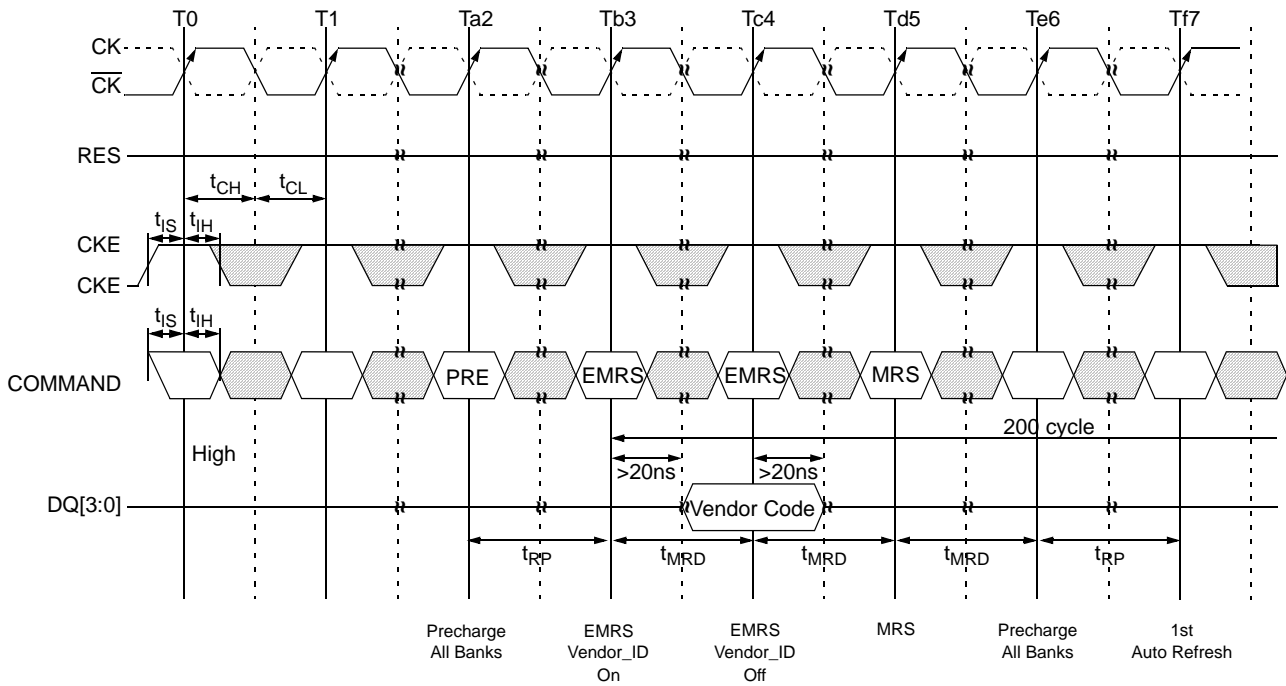 T0 T1 Ta2 Tb3 Tc4 Td5 Te6 Tf7
CK
CK
RES
tCH tCL
tIS tIH
CKE
CKE
tIS tIH
COMMAND PRE EMRS EMRS MRS
200 cycle
High
>20ns >20ns
DQ[3:0] Vendor Code
tRP tMRD tMRD tMRD tRP
Precharge
All Banks
EMRS
Vendor_ID
On
EMRS
Vendor_ID
Off
MRS
Precharge
All Banks
1st
Auto Refresh